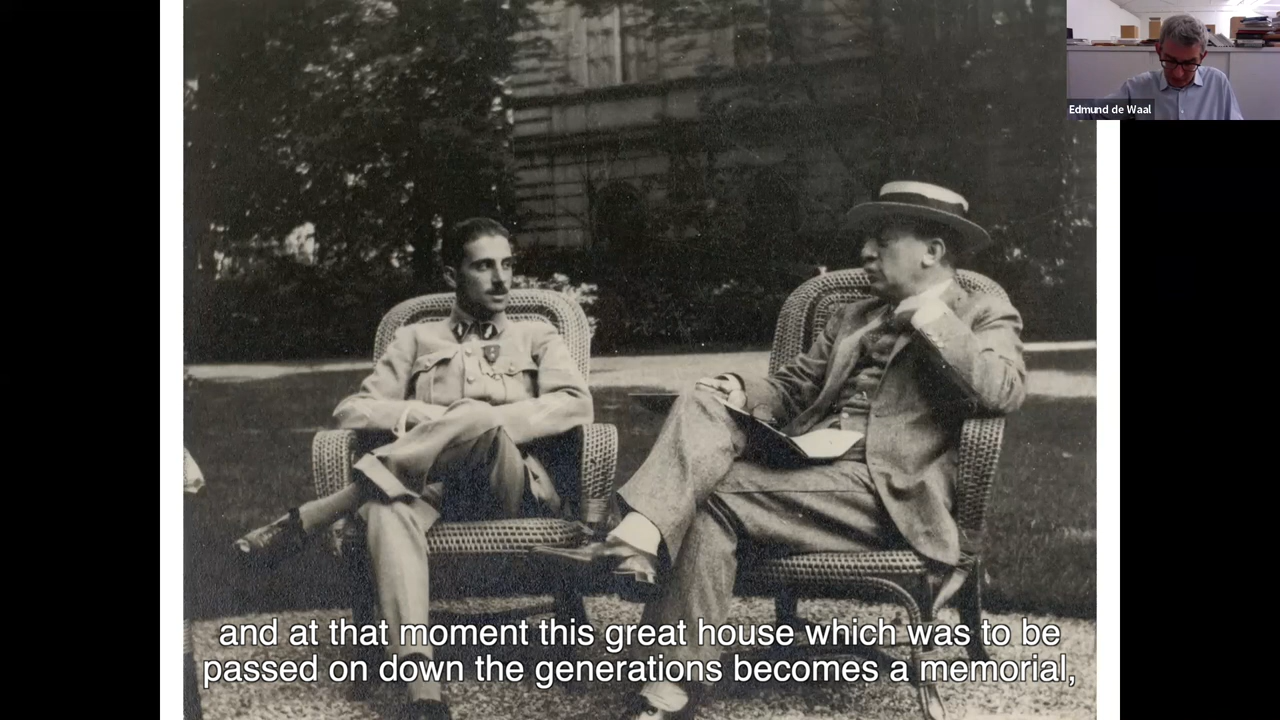 Edmund de Waal
and at that moment this great house which was to be
passed on down the generations becomes a memorial,